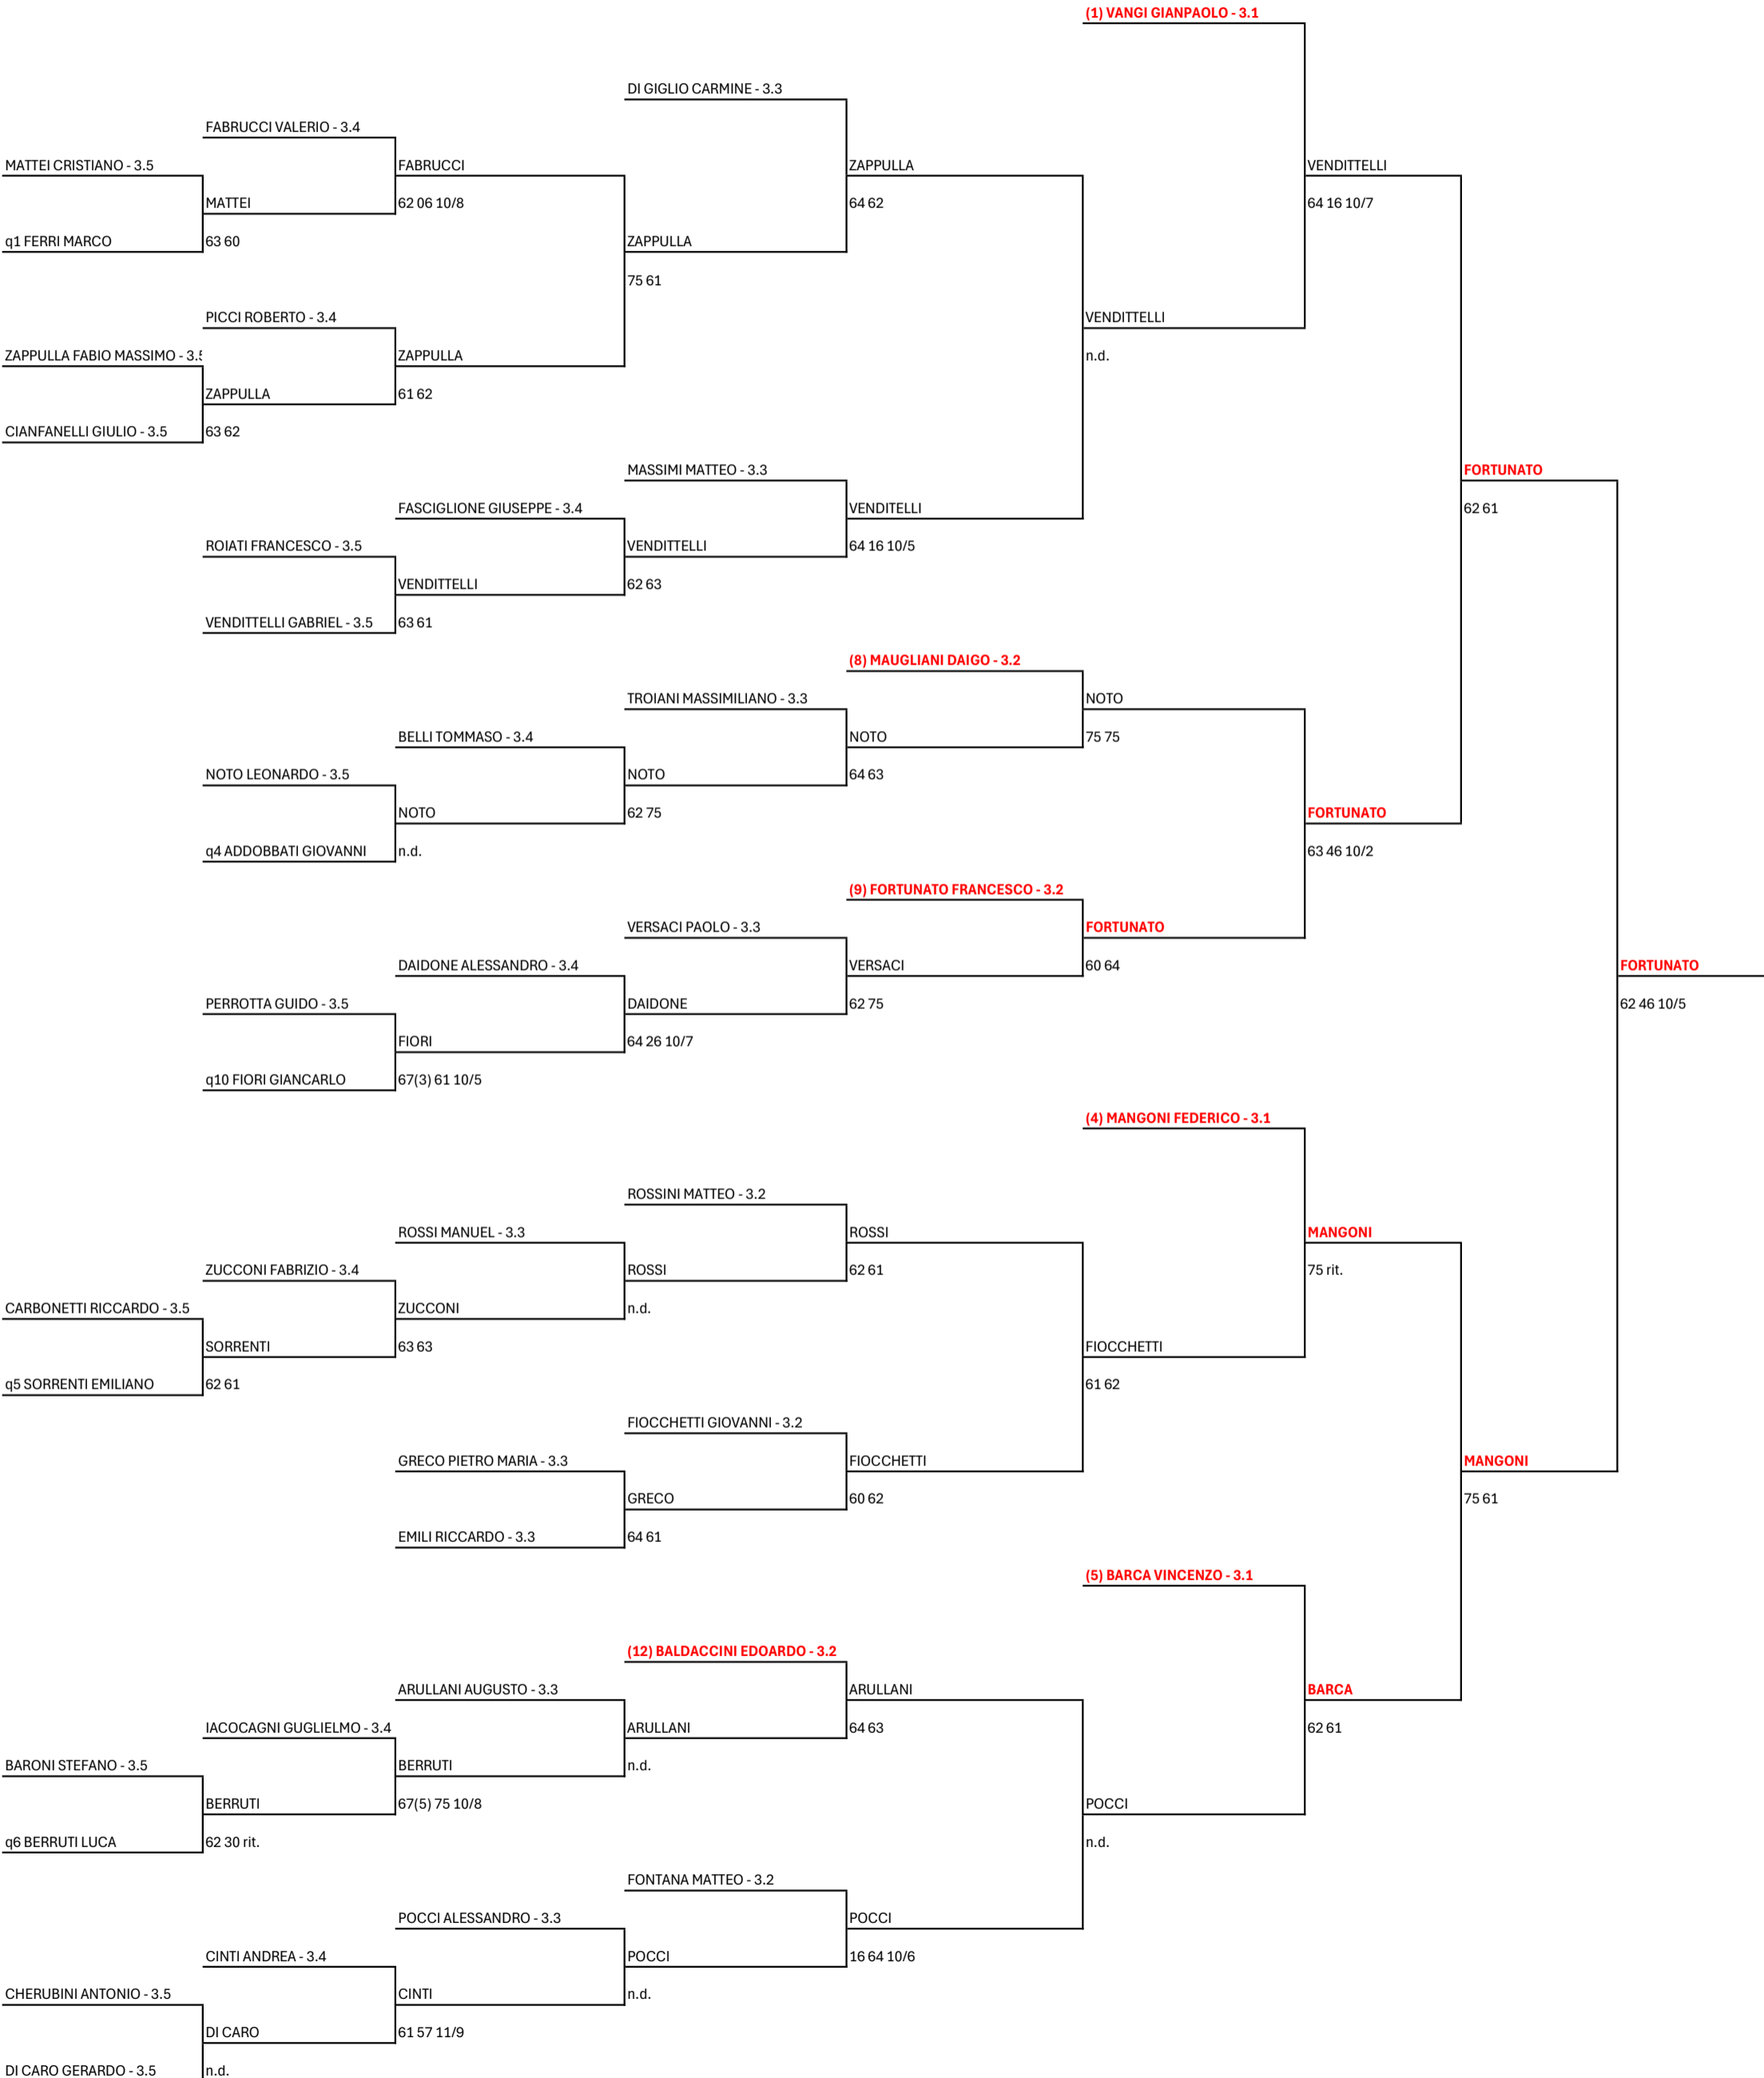 (1) VANGI GIANPAOLO - 3.1
DI GIGLIO CARMINE - 3.3
FABRUCCI VALERIO - 3.4
MATTEI CRISTIANO - 3.5
FABRUCCI
ZAPPULLA
VENDITTELLI
MATTEI
62 06 10/8
64 62
64 16 10/7
q1 FERRI MARCO
63 60
ZAPPULLA
75 61
PICCI ROBERTO - 3.4
VENDITTELLI
ZAPPULLA FABIO MASSIMO - 3.5
ZAPPULLA
n.d.
ZAPPULLA
61 62
CIANFANELLI GIULIO - 3.5
63 62
MASSIMI MATTEO - 3.3
FORTUNATO
FASCIGLIONE GIUSEPPE - 3.4
VENDITELLI
62 61
ROIATI FRANCESCO - 3.5
VENDITTELLI
64 16 10/5
VENDITTELLI
62 63
VENDITTELLI GABRIEL - 3.5
63 61
(8) MAUGLIANI DAIGO - 3.2
TROIANI MASSIMILIANO - 3.3
NOTO
BELLI TOMMASO - 3.4
NOTO
75 75
NOTO LEONARDO - 3.5
NOTO
64 63
NOTO
62 75
FORTUNATO
q4 ADDOBBATI GIOVANNI
n.d.
63 46 10/2
(9) FORTUNATO FRANCESCO - 3.2
VERSACI PAOLO - 3.3
FORTUNATO
DAIDONE ALESSANDRO - 3.4
VERSACI
60 64
FORTUNATO
PERROTTA GUIDO - 3.5
DAIDONE
62 75
62 46 10/5
FIORI
64 26 10/7
q10 FIORI GIANCARLO
67(3) 61 10/5
(4) MANGONI FEDERICO - 3.1
ROSSINI MATTEO - 3.2
ROSSI MANUEL - 3.3
ROSSI
MANGONI
ZUCCONI FABRIZIO - 3.4
ROSSI
62 61
75 rit.
CARBONETTI RICCARDO - 3.5
ZUCCONI
n.d.
SORRENTI
63 63
FIOCCHETTI
q5 SORRENTI EMILIANO
62 61
61 62
FIOCCHETTI GIOVANNI - 3.2
GRECO PIETRO MARIA - 3.3
FIOCCHETTI
MANGONI
GRECO
60 62
75 61
EMILI RICCARDO - 3.3
64 61
(5) BARCA VINCENZO - 3.1
(12) BALDACCINI EDOARDO - 3.2
ARULLANI AUGUSTO - 3.3
ARULLANI
BARCA
IACOCAGNI GUGLIELMO - 3.4
ARULLANI
64 63
62 61
BARONI STEFANO - 3.5
BERRUTI
n.d.
BERRUTI
67(5) 75 10/8
POCCI
q6 BERRUTI LUCA
62 30 rit.
n.d.
FONTANA MATTEO - 3.2
POCCI ALESSANDRO - 3.3
POCCI
CINTI ANDREA - 3.4
POCCI
16 64 10/6
CHERUBINI ANTONIO - 3.5
CINTI
n.d.
DI CARO
61 57 11/9
DI CARO GERARDO - 3.5
n.d.